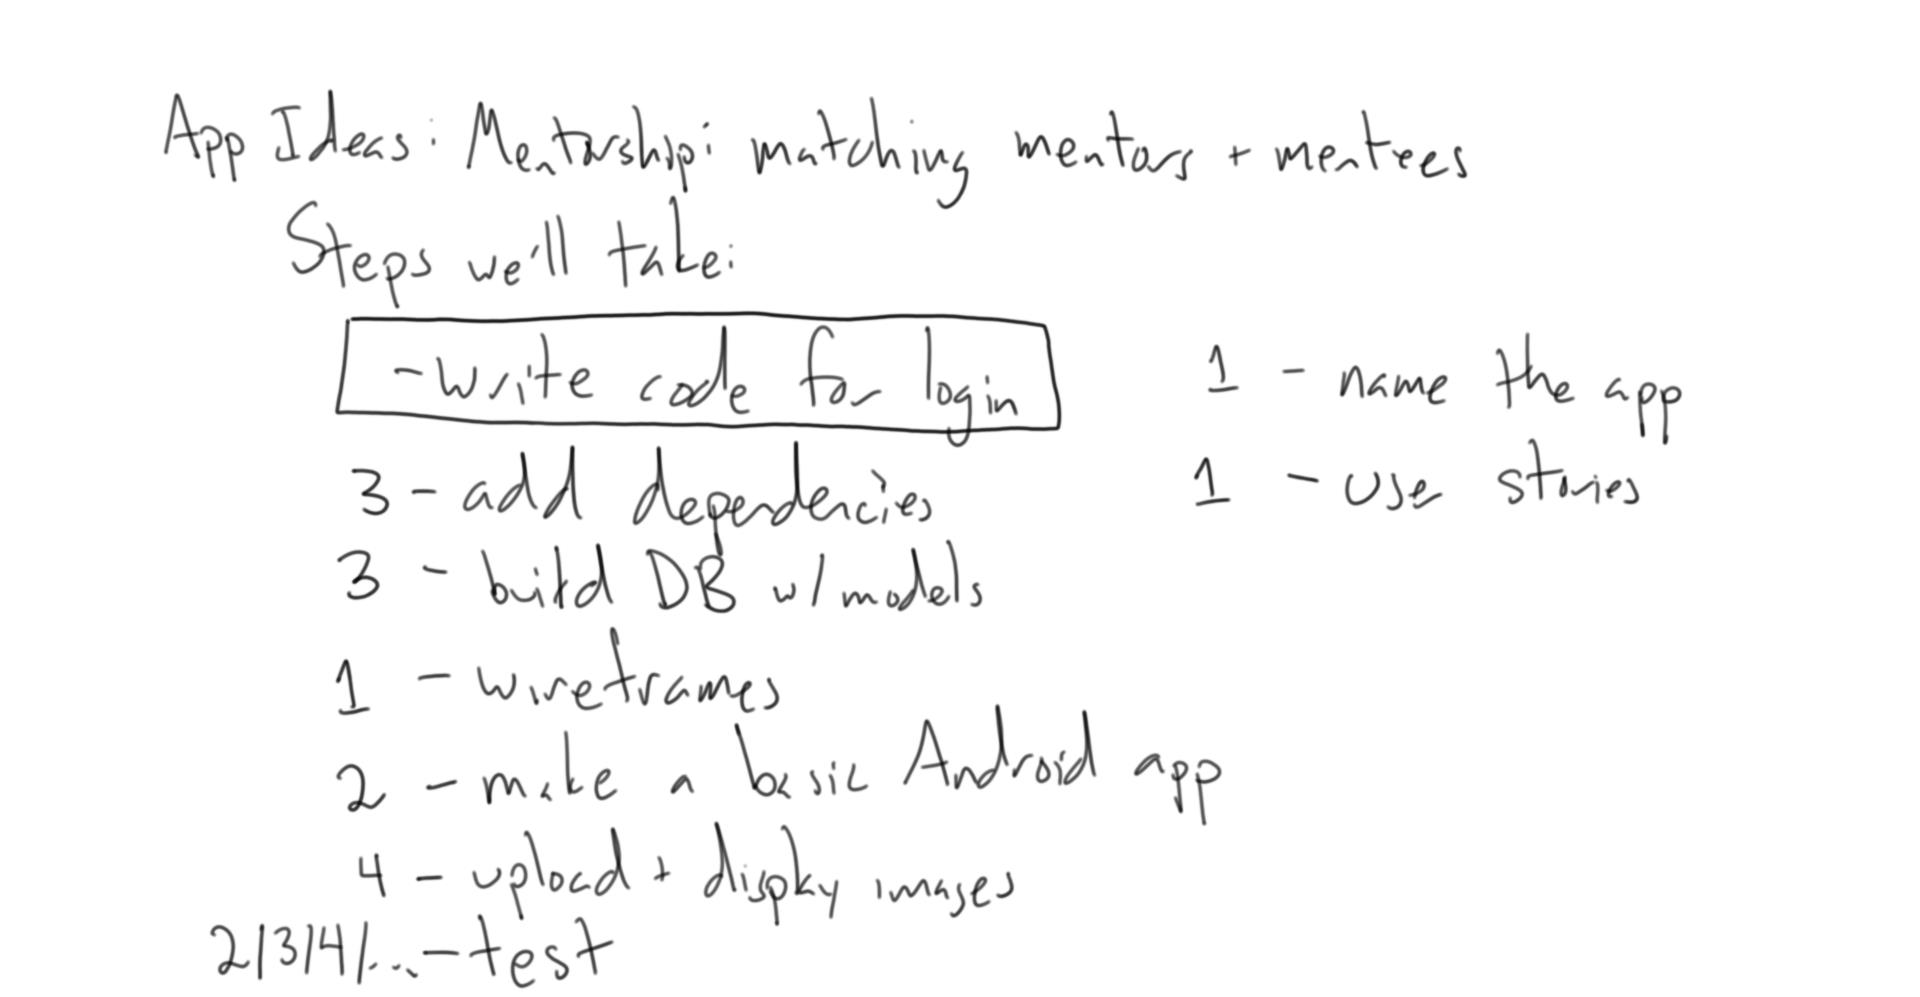 App Ideas: Mentorshpi: matching mentors + mentees
Steps we'll take:
- write code for login
3 - add dependencies
3 - build DB w/ models
1 - wireframes
2 - make a basic Android app
4 - upload + display images
2/3/4/... - test
1 - name the app
1 - use stories